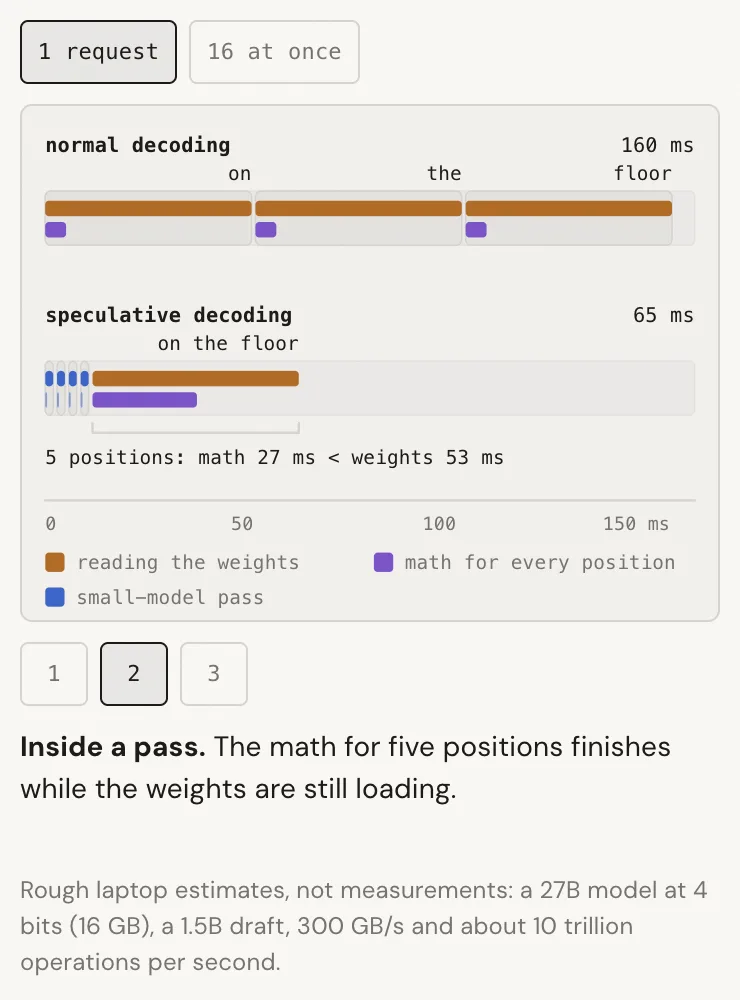 1 request
16 at once
normal decoding
160 ms
on
the
floor
speculative decoding
65 ms
on the floor
5 positions: math 27 ms < weights 53 ms
0
50
100
150 ms
reading the weights
math for every position
small-model pass
1
2
3
Inside a pass. The math for five positions finishes
while the weights are still loading.
Rough laptop estimates, not measurements: a 27B model at 4
bits (16 GB), a 1.5B draft, 300 GB/s and about 10 trillion
operations per second.